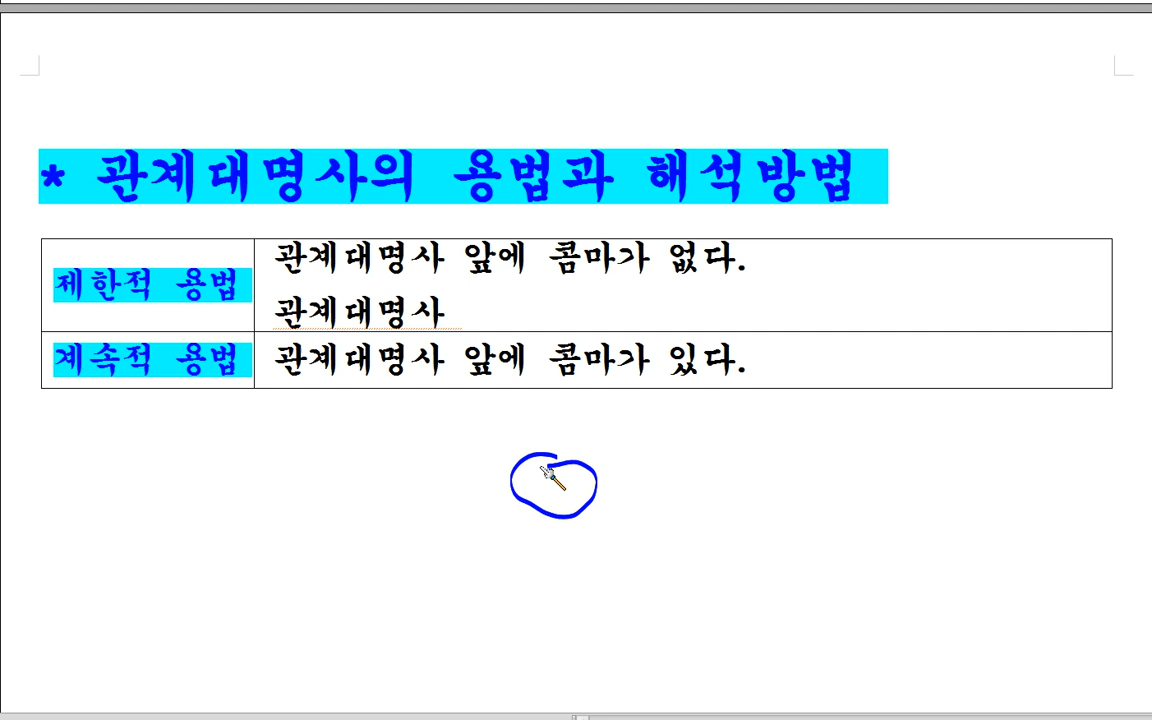 * 관계대명사의 용법과 해석방법
제한적 용법
관계대명사 앞에 콤마가 없다.
관계대명사
계속적 용법
관계대명사 앞에 콤마가 있다.